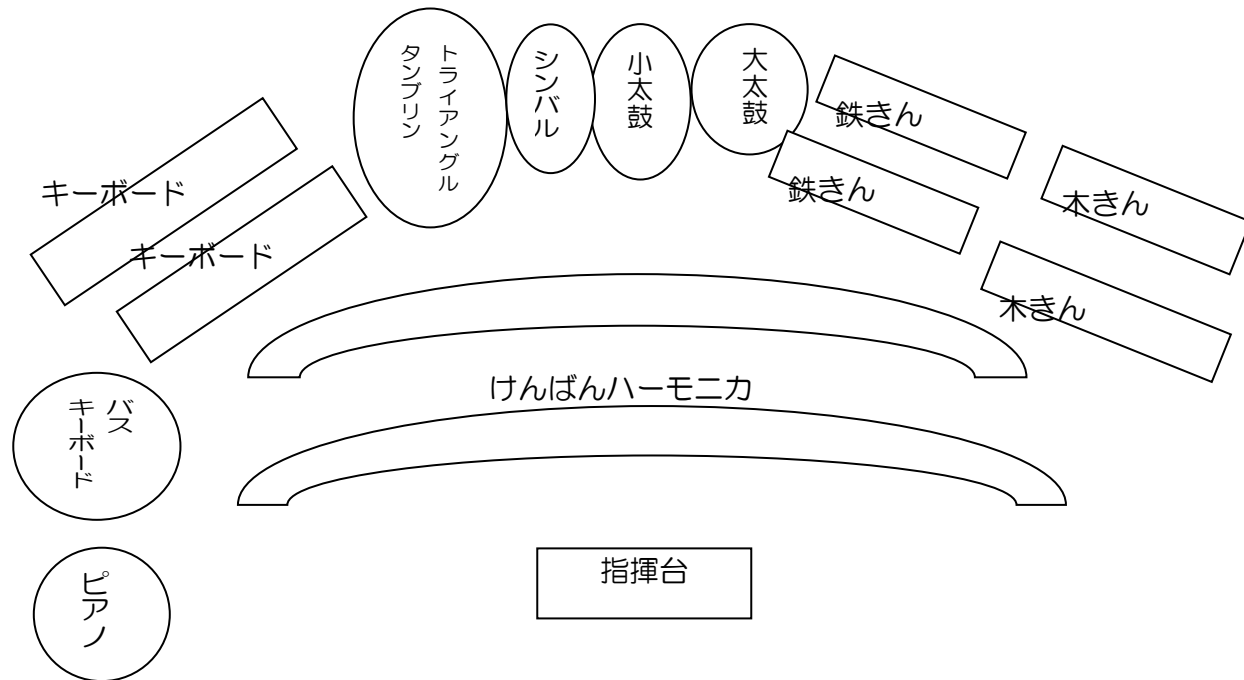 トライアングル
タンブリン
シンバル
小太鼓
大太鼓
鉄きん
鉄きん
木きん
木きん
キーボード
キーボード
けんばんハーモニカ
バス
キーボード
ピアノ
指揮台